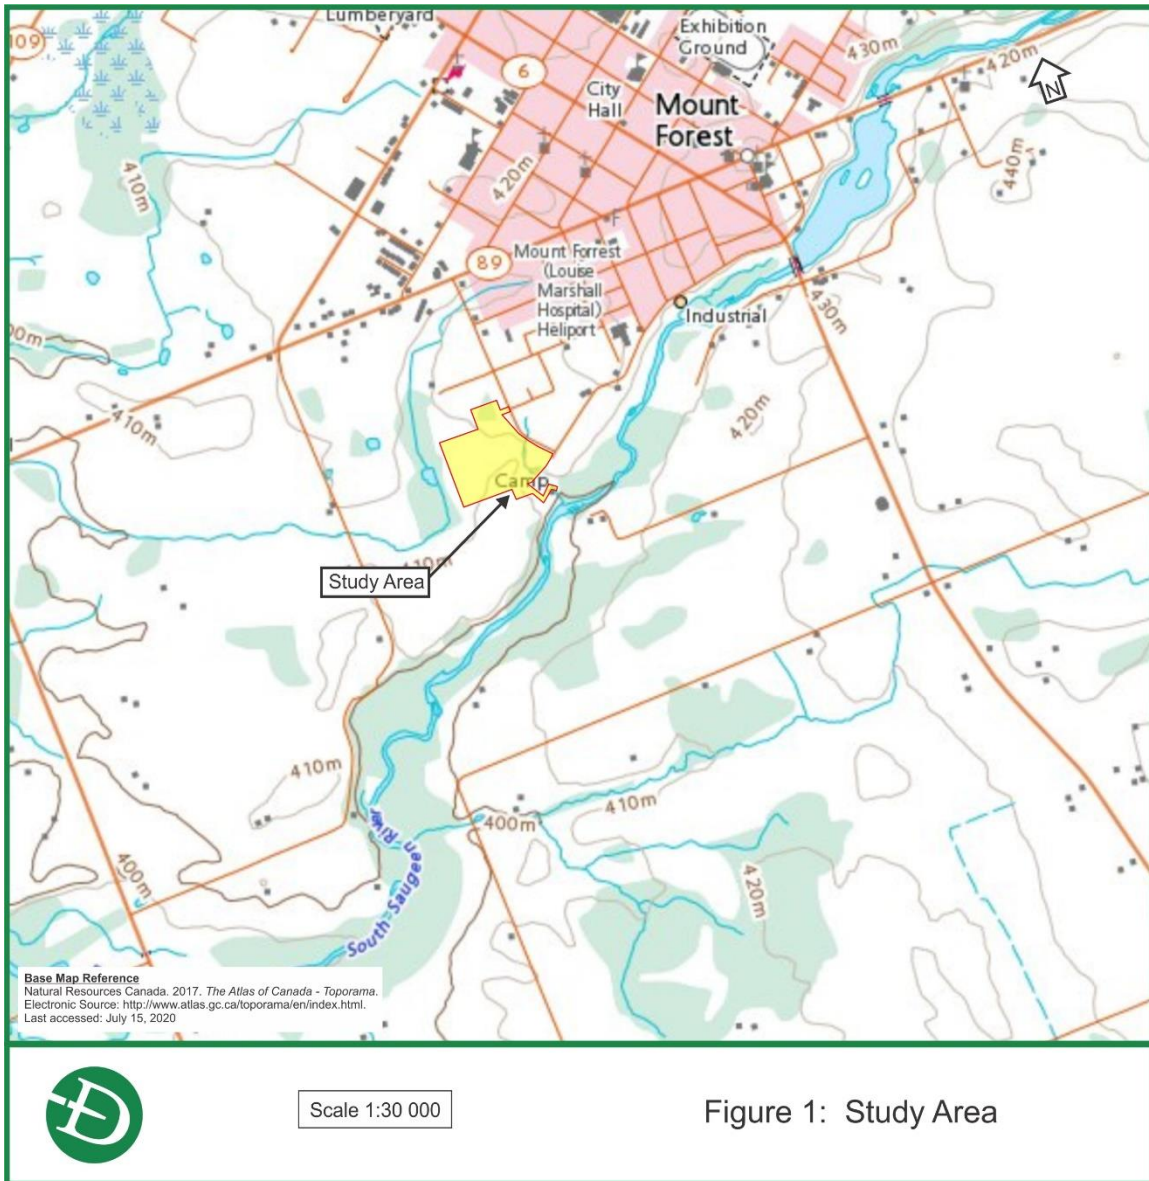 Lumberyard
109
6
Exhibition
Ground
430m
420m
N
City
Hall
Mount
Forest
410m
420m
440m
89
Mount Forrest
(Louise
Marshall
Hospital)
Heliport
F
Industrial
430m
00m
410m
420m
Camp
Study Area
410m
410m
400m
410m
400m
420m
South Saugeen River
Base Map Reference
Natural Resources Canada. 2017. The Atlas of Canada - Toporama.
Electronic Source: http://www.atlas.gc.ca/toporama/en/index.html.
Last accessed: July 15, 2020
D
Scale 1:30 000
Figure 1: Study Area